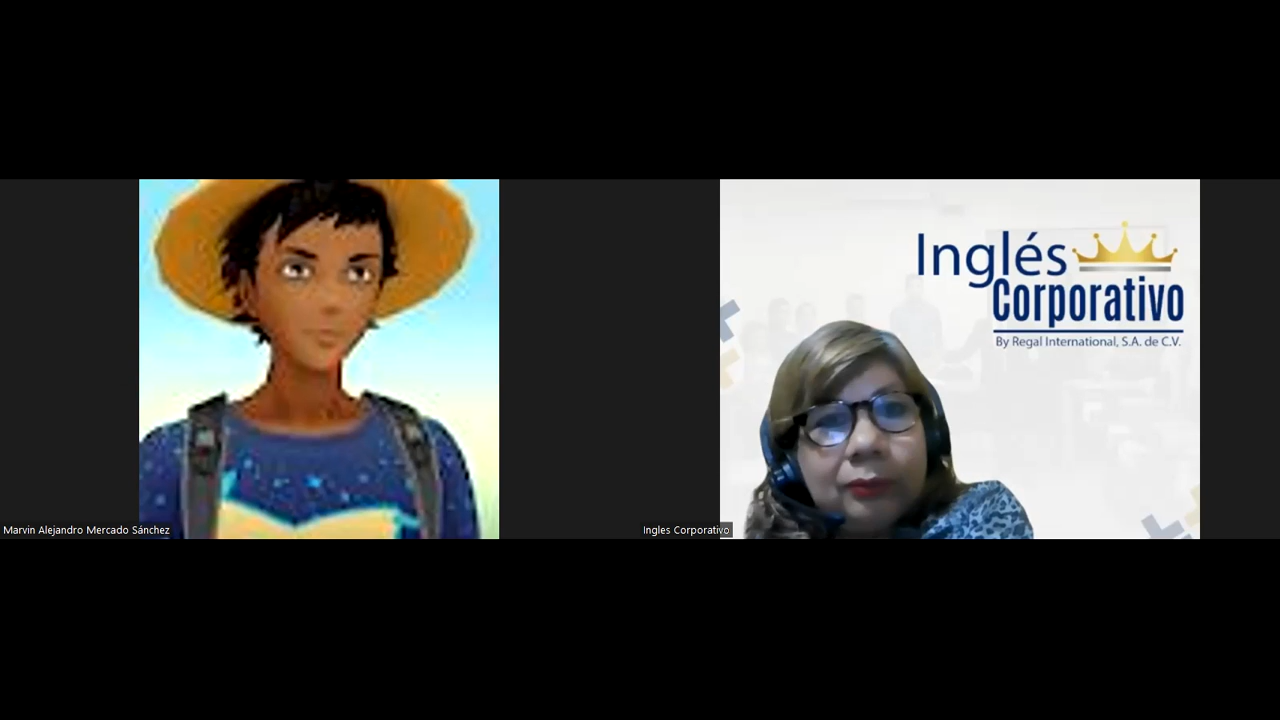 Inglés
Corporativo
By Regal International, S.A. de C.V.
Marvin Alejandro Mercado Sánchez
Ingles Corporativo